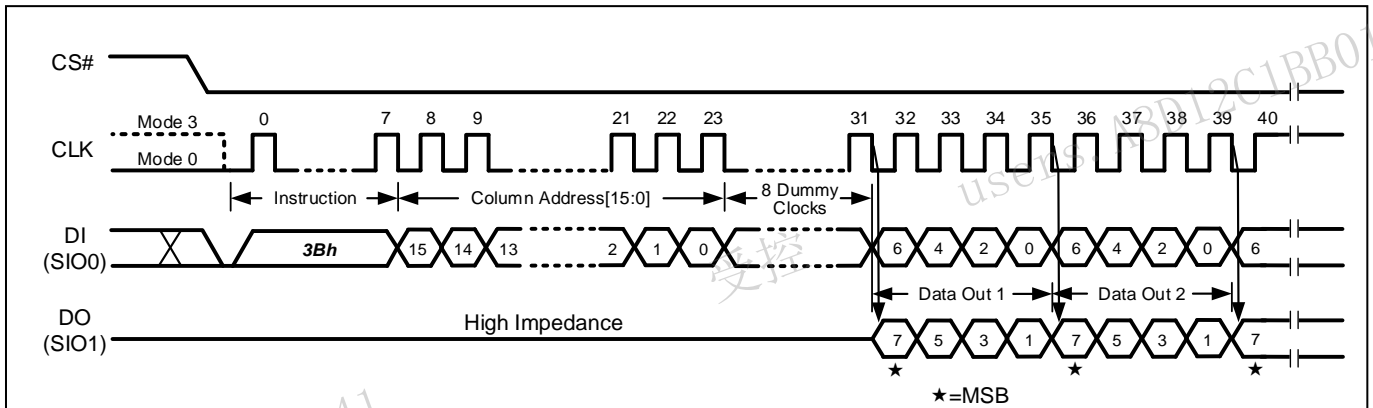 CS#
Mode 3
0 7 8 9 21 22 23 31 32 33 34 35 36 37 38 39 40
CLK
Mode 0
Instruction Column Address[15:0] 8 Dummy Clocks
DI
(SIO0)
3Bh 15 14 13 2 1 0 6 4 2 0 6 4 2 0 6
Data Out 1 Data Out 2
DO
(SIO1)
High Impedance
7 5 3 1 7 5 3 1 7
★ ★ ★
★=MSB
受控
users. A8D12C1BB01